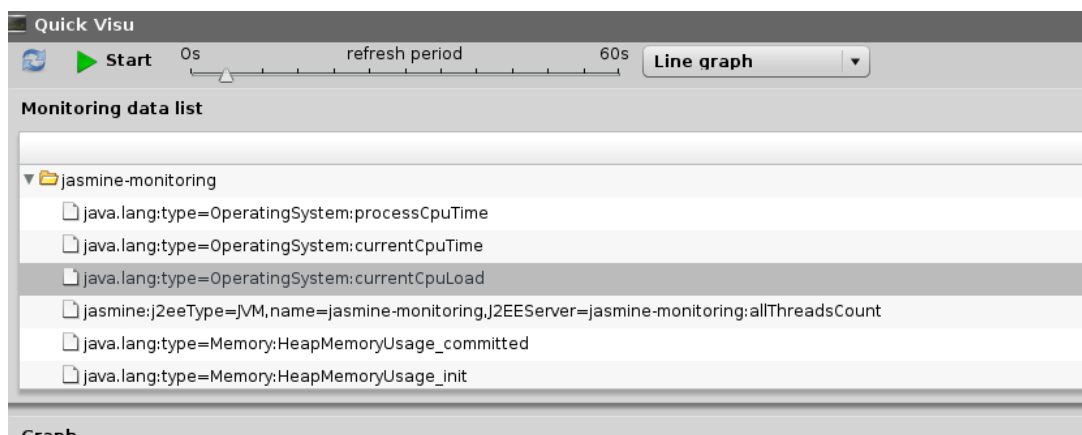 Quick Visu
Start 0s refresh period 60s Line graph
Monitoring data list
jasmine-monitoring
java.lang:type=OperatingSystem:processCpuTime
java.lang:type=OperatingSystem:currentCpuTime
java.lang:type=OperatingSystem:currentCpuLoad
jasmine:j2eeType=JVM,name=jasmine-monitoring,J2EEServer=jasmine-monitoring:allThreadsCount
java.lang:type=Memory:HeapMemoryUsage_committed
java.lang:type=Memory:HeapMemoryUsage_init
Graph